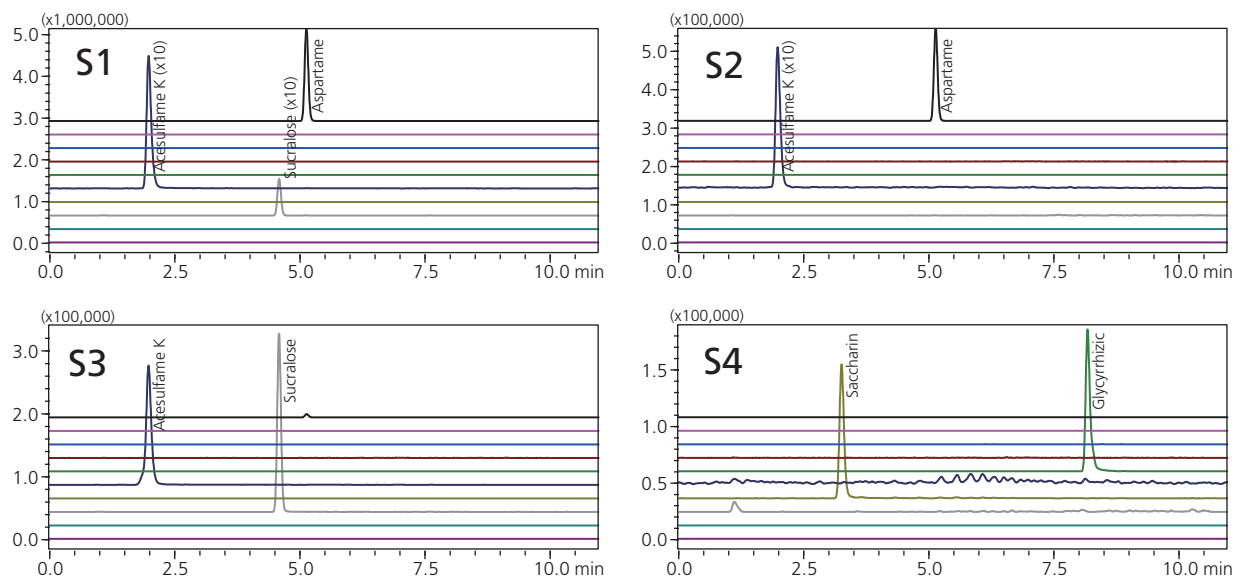 (x1,000,000)
S1
5.0
4.0
3.0
2.0
1.0
0.0
Acesulfame K (x10)
Sucralose (x10)
Aspartame
0.0 2.5 5.0 7.5 10.0 min
(x100,000)
S2
5.0
4.0
3.0
2.0
1.0
0.0
Acesulfame K (x10)
Aspartame
0.0 2.5 5.0 7.5 10.0 min
(x100,000)
S3
3.0
2.0
1.0
0.0
Acesulfame K
Sucralose
0.0 2.5 5.0 7.5 10.0 min
(x100,000)
S4
1.5
1.0
0.5
0.0
Saccharin
Glycyrrhizic
0.0 2.5 5.0 7.5 10.0 min